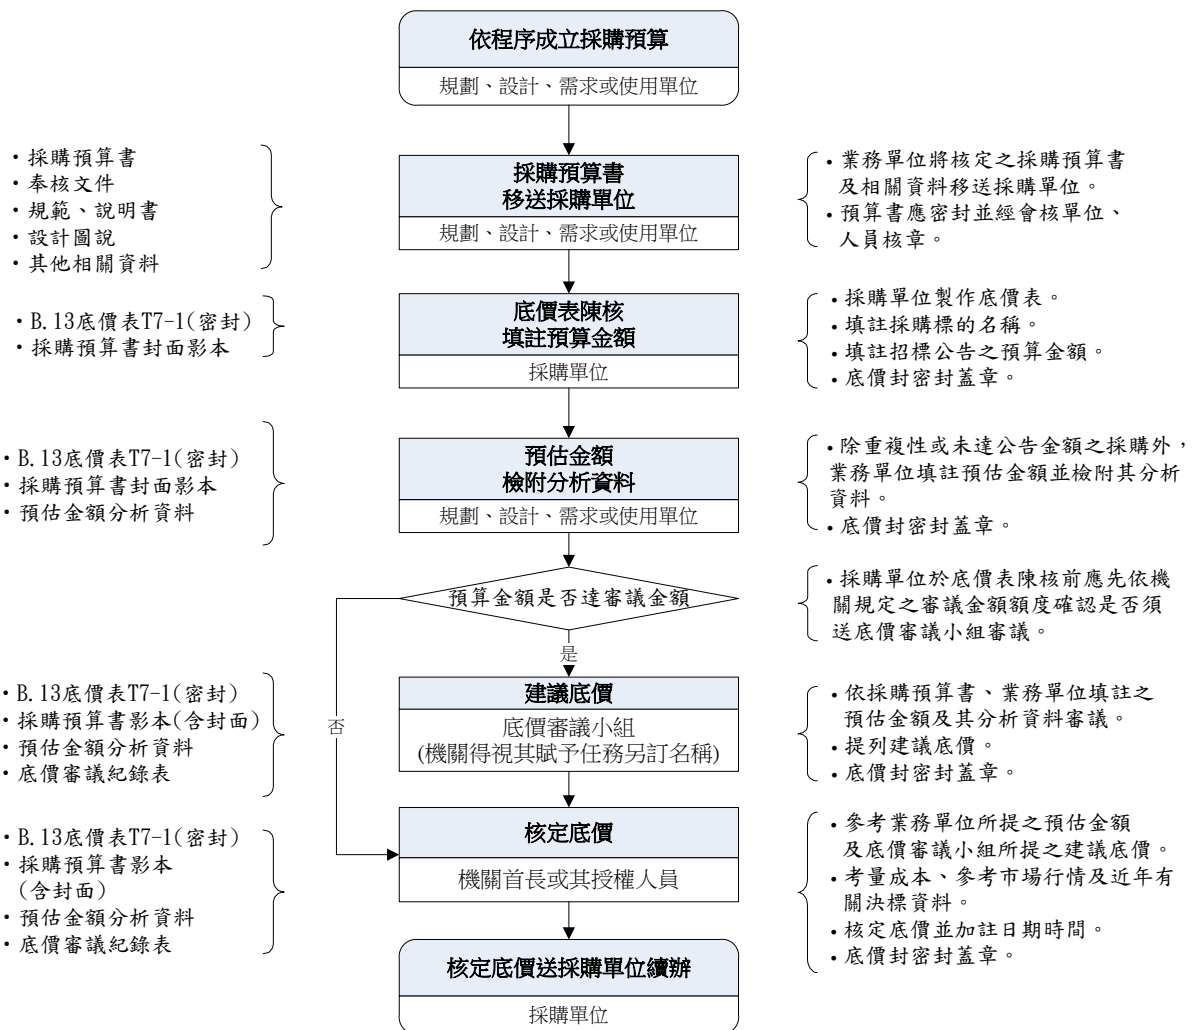 依程序成立採購預算
規劃、設計、需求或使用單位
・採購預算書
・奉核文件
・規範、說明書
・設計圖說
・其他相關資料
採購預算書
移送採購單位
規劃、設計、需求或使用單位
・業務單位將核定之採購預算書
及相關資料移送採購單位。
・預算書應密封並經會核單位、
人員核章。
・B.13底價表T7-1(密封)
・採購預算書封面影本
底價表陳核
填註預算金額
採購單位
・採購單位製作底價表。
・填註採購標的名稱。
・填註招標公告之預算金額。
・底價封密封蓋章。
・B.13底價表T7-1(密封)
・採購預算書封面影本
・預估金額分析資料
預估金額
檢附分析資料
規劃、設計、需求或使用單位
・除重複性或未達公告金額之採購外，
業務單位填註預估金額並檢附其分析
資料。
・底價封密封蓋章。
預算金額是否達審議金額
・採購單位於底價表陳核前應先依機
關規定之審議金額額度確認是否須
送底價審議小組審議。
是
否
・B.13底價表T7-1(密封)
・採購預算書影本(含封面)
・預估金額分析資料
・底價審議紀錄表
建議底價
底價審議小組
(機關得視其賦予任務另訂名稱)
・依採購預算書、業務單位填註之
預估金額及其分析資料審議。
・提列建議底價。
・底價封密封蓋章。
・B.13底價表T7-1(密封)
・採購預算書影本
(含封面)
・預估金額分析資料
・底價審議紀錄表
核定底價
機關首長或其授權人員
・參考業務單位所提之預估金額
及底價審議小組所提之建議底價。
・考量成本、參考市場行情及近年有
關決標資料。
・核定底價並加註日期時間。
・底價封密封蓋章。
核定底價送採購單位續辦
採購單位